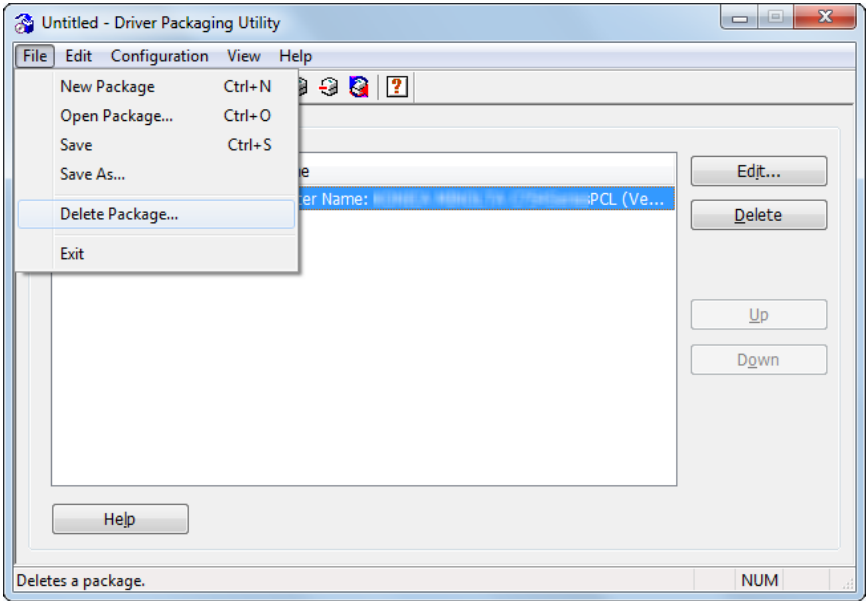 Untitled - Driver Packaging Utility
File Edit Configuration View Help
New Package Ctrl+N
Open Package... Ctrl+O
Save Ctrl+S
Save As...
Delete Package...
Exit
e
er Name: PCL (Ve...
Edit...
Delete
Up
Down
Help
Deletes a package. NUM